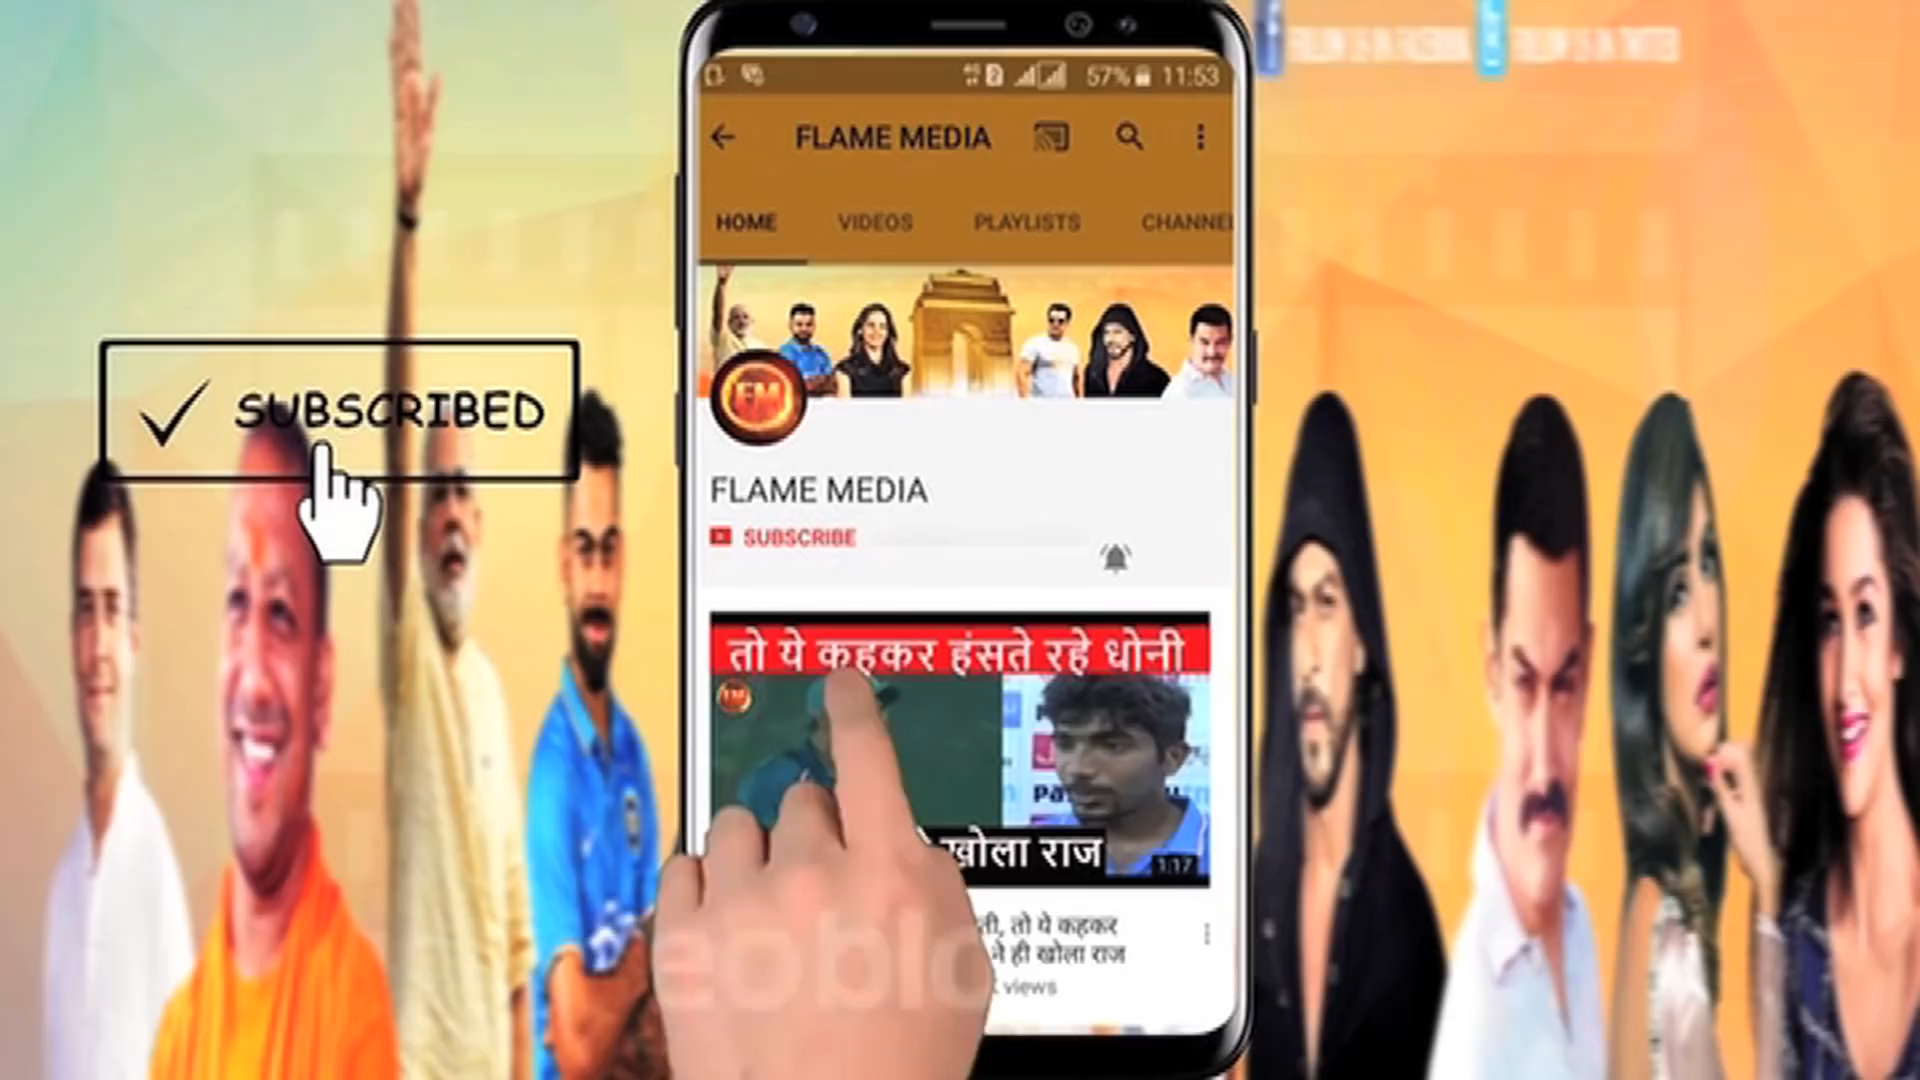 57% 11:53
FLAME MEDIA
HOME VIDEOS PLAYLISTS CHANNEL
SUBSCRIBED
FM
FLAME MEDIA
SUBSCRIBE
तो ये कहकर हंसते रहे धोनी
खोला राज
1:17
तो ये कहकर
ने ही खोला राज
views